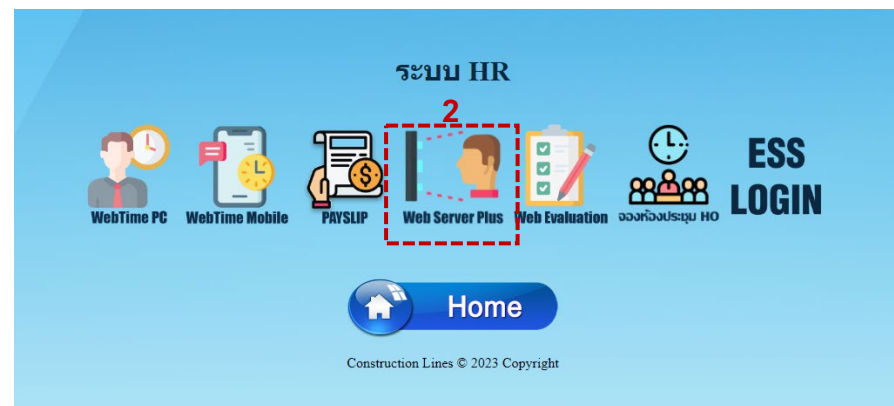 ระบบ HR
2
WebTime PC
WebTime Mobile
PAYSLIP
Web Server Plus
Web Evaluation
จองห้องประชุม HO
ESS
LOGIN
Home
Construction Lines © 2023 Copyright